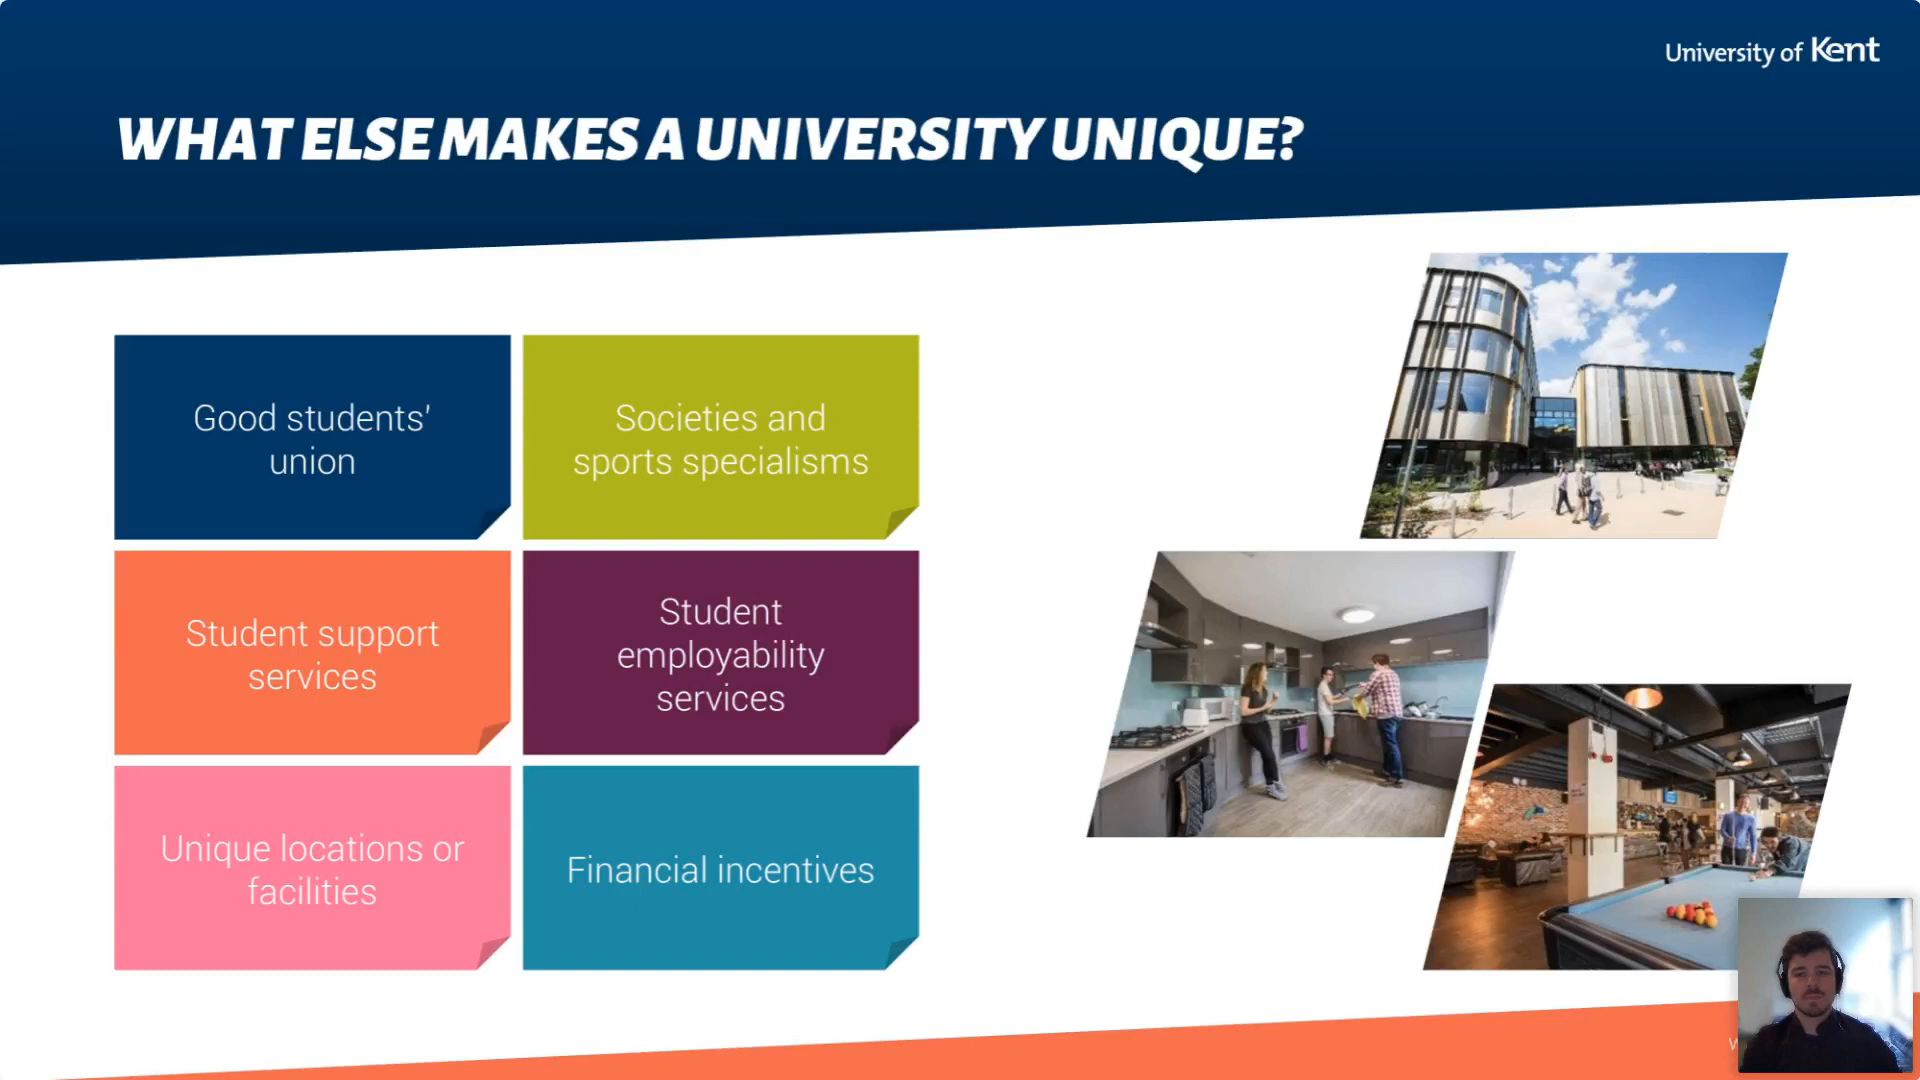 University of Kent
WHAT ELSE MAKES A UNIVERSITY UNIQUE?
Good students'
union
Societies and
sports specialisms
Student support
services
Student
employability
services
Unique locations or
facilities
Financial incentives